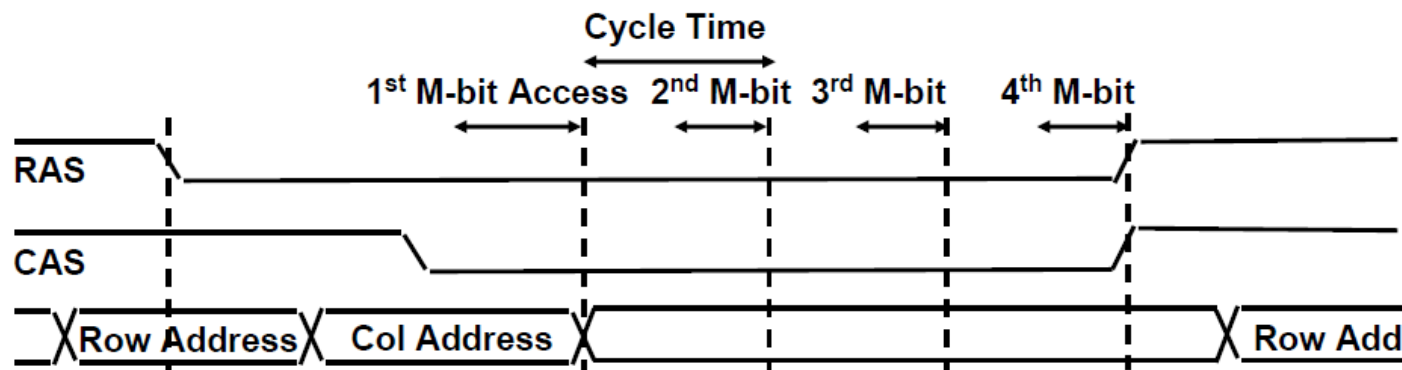 Cycle Time
1st M-bit Access 2nd M-bit 3rd M-bit 4th M-bit
RAS
CAS
Row Address Col Address Row Add